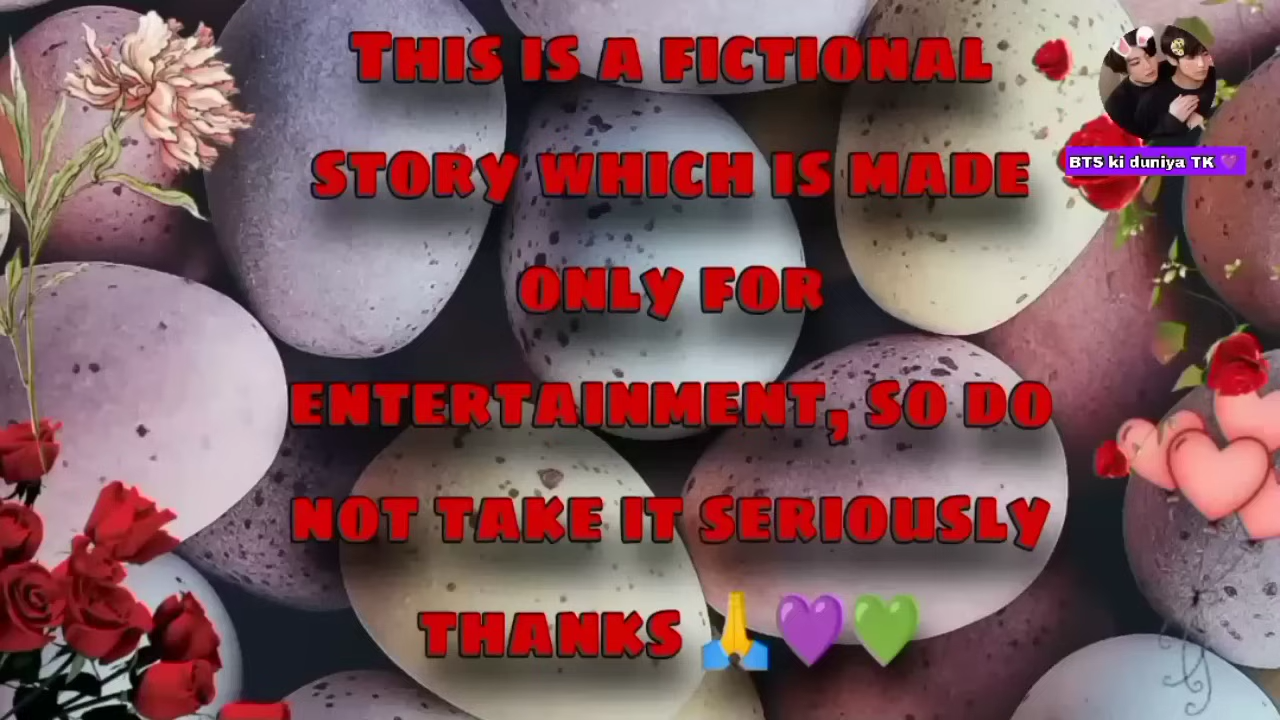 This is a fictional
story which is made
only for
entertainment, so do
not take it seriously
thanks 🙏💜💚
BTS ki duniya TK 💜